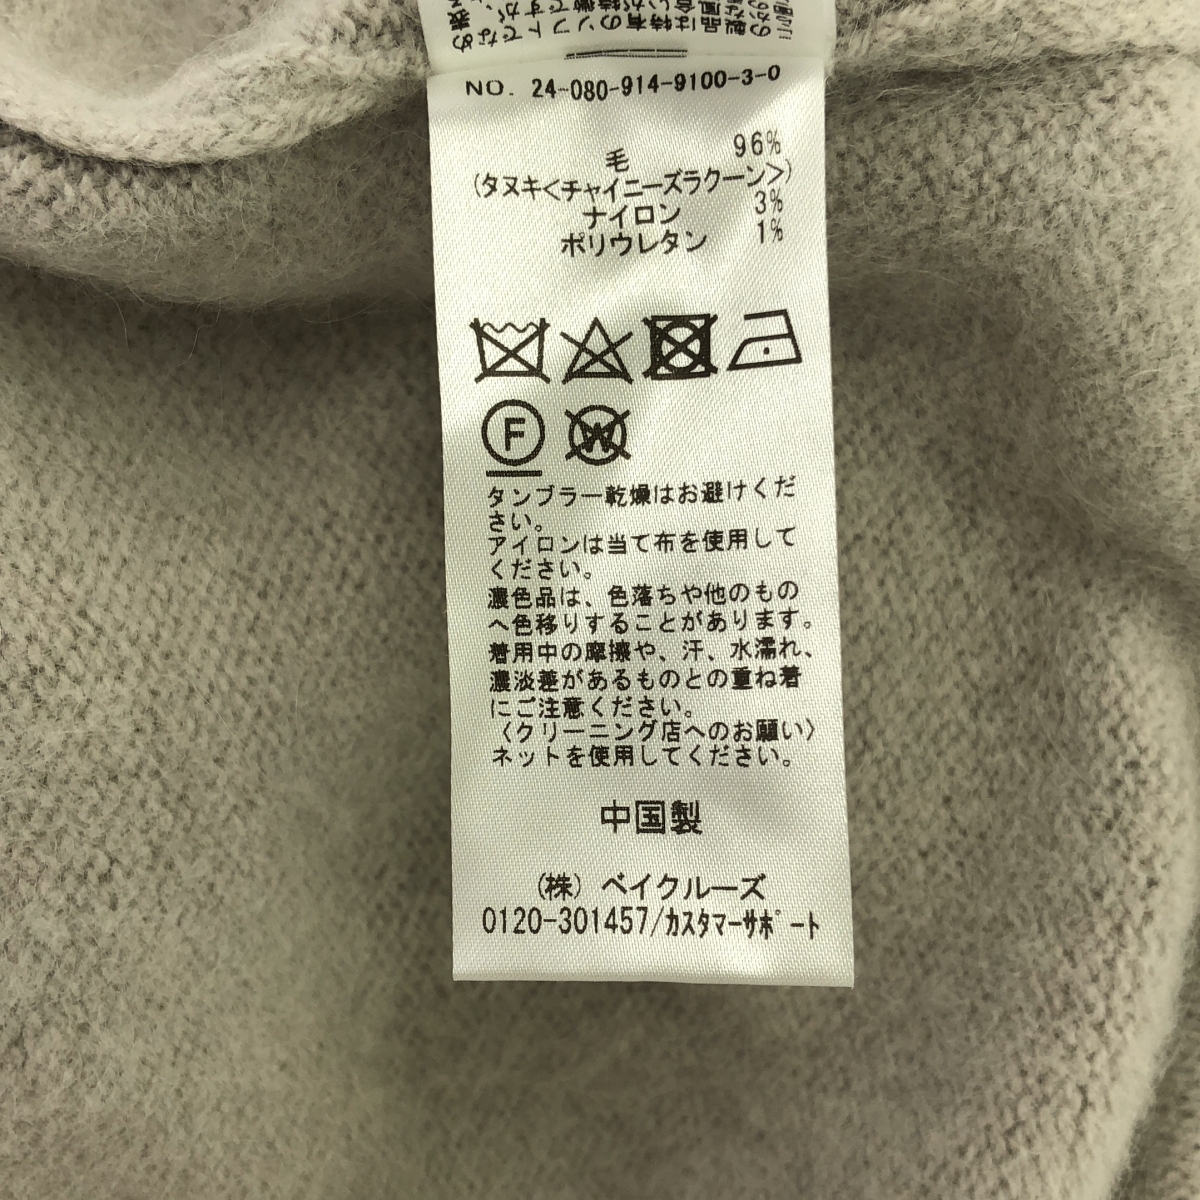 NO. 24-080-914-9100-3-0
毛 96%
(タヌキ<チャイニーズラクーン>)
ナイロン 3%
ポリウレタン 1%
F W
タンブラー乾燥はお避けくだ
さい。
アイロンは当て布を使用して
ください。
濃色品は、色落ちや他のもの
へ色移りすることがあります。
着用中の摩擦や、汗、水濡れ、
濃淡差があるものとの重ね着
にご注意ください。
〈クリーニング店へのお願い〉
ネットを使用してください。
中国製
(株) ベイクルーズ
0120-301457/カスタマーサポート